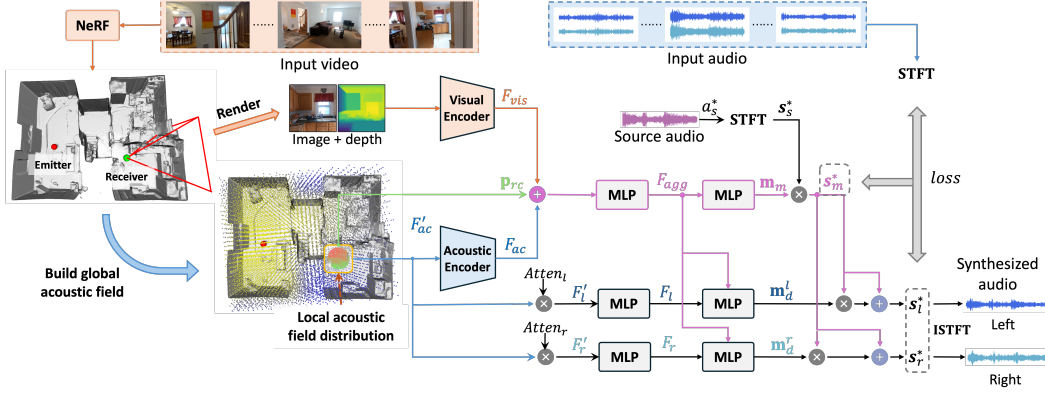 NeRF
Input video
Input audio
STFT
Render
Visual
Encoder
F_vis
Image + depth
a_s^*
STFT
s_s^*
Source audio
Emitter
Receiver
p_rc
+
MLP
F_agg
MLP
m_m
×
s_m^*
loss
F'_ac
Acoustic
Encoder
F_ac
Build global
acoustic field
Local acoustic
field distribution
Atten_l
×
F'_l
MLP
F_l
MLP
m_d^l
×
+
s_l^*
Synthesized
audio
Left
ISTFT
Atten_r
×
F'_r
MLP
F_r
MLP
m_d^r
×
+
s_r^*
Right